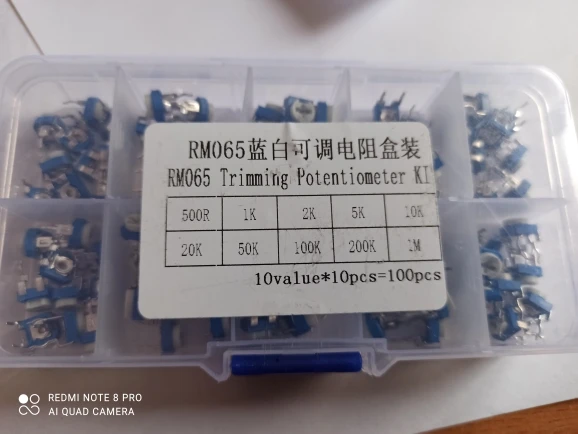 RM065蓝白可调电阻盒装
RM065 Trimming Potentiometer KI
500R 1K 2K 5K 10K
20K 50K 100K 200K 1M
10value*10pcs=100pcs
REDMI NOTE 8 PRO
AI QUAD CAMERA